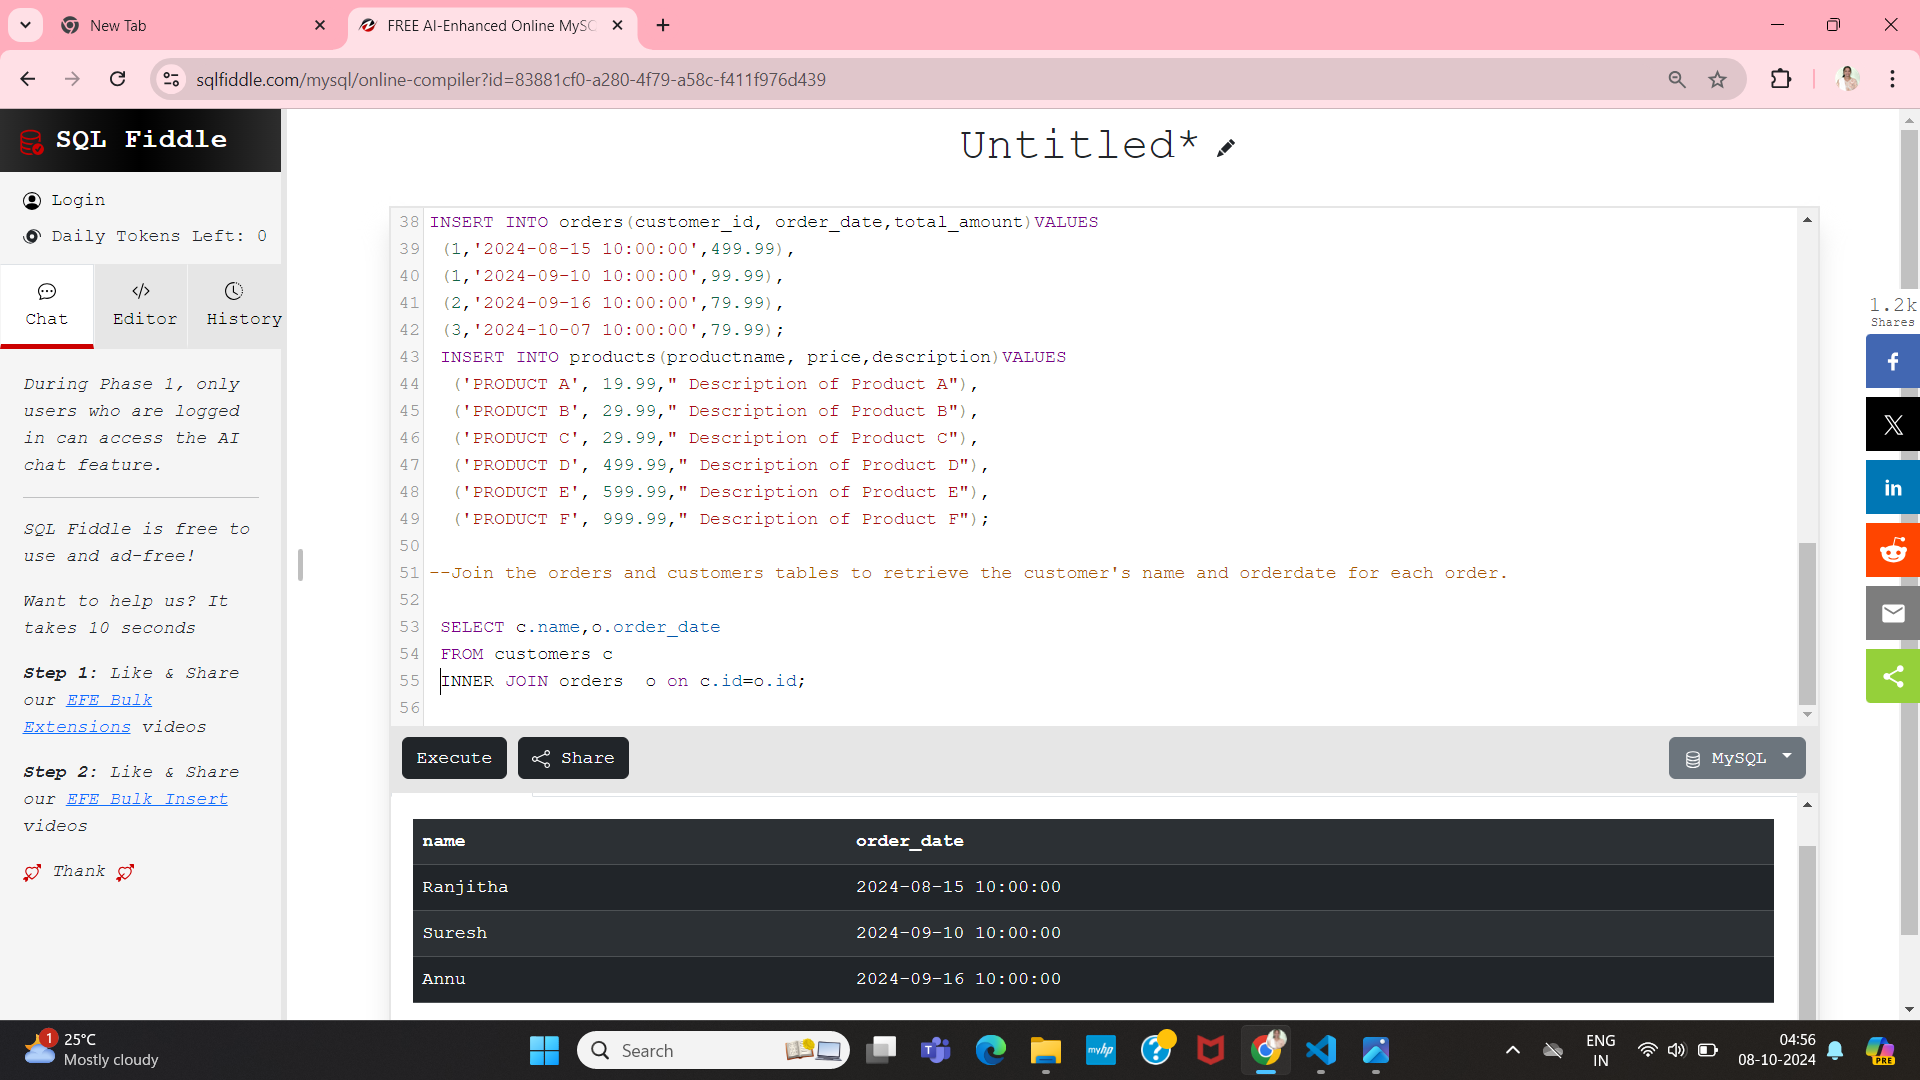 New Tab
FREE AI-Enhanced Online MySQ
sqlfiddle.com/mysql/online-compiler?id=83881cf0-a280-4f79-a58c-f411f976d439
SQL Fiddle
Login
Daily Tokens Left: 0
Chat
Editor
History
During Phase 1, only
users who are logged
in can access the AI
chat feature.
SQL Fiddle is free to
use and ad-free!
Want to help us? It
takes 10 seconds
Step 1: Like & Share
our EFE Bulk
Extensions videos
Step 2: Like & Share
our EFE Bulk Insert
videos
Thank
Untitled*
38 INSERT INTO orders(customer_id, order_date,total_amount)VALUES
39 (1,'2024-08-15 10:00:00',499.99),
40 (1,'2024-09-10 10:00:00',99.99),
41 (2,'2024-09-16 10:00:00',79.99),
42 (3,'2024-10-07 10:00:00',79.99);
43 INSERT INTO products(productname, price,description)VALUES
44 ('PRODUCT A', 19.99," Description of Product A"),
45 ('PRODUCT B', 29.99," Description of Product B"),
46 ('PRODUCT C', 29.99," Description of Product C"),
47 ('PRODUCT D', 499.99," Description of Product D"),
48 ('PRODUCT E', 599.99," Description of Product E"),
49 ('PRODUCT F', 999.99," Description of Product F");
50
51 --Join the orders and customers tables to retrieve the customer's name and orderdate for each order.
52
53 SELECT c.name,o.order_date
54 FROM customers c
55 INNER JOIN orders  o on c.id=o.id;
56
Execute
Share
MySQL
name order_date
Ranjitha 2024-08-15 10:00:00
Suresh 2024-09-10 10:00:00
Annu 2024-09-16 10:00:00
1.2k
Shares
f
X
in
1
25°C
Mostly cloudy
Search
T
myhp
?
ENG
IN
04:56
08-10-2024
PRE